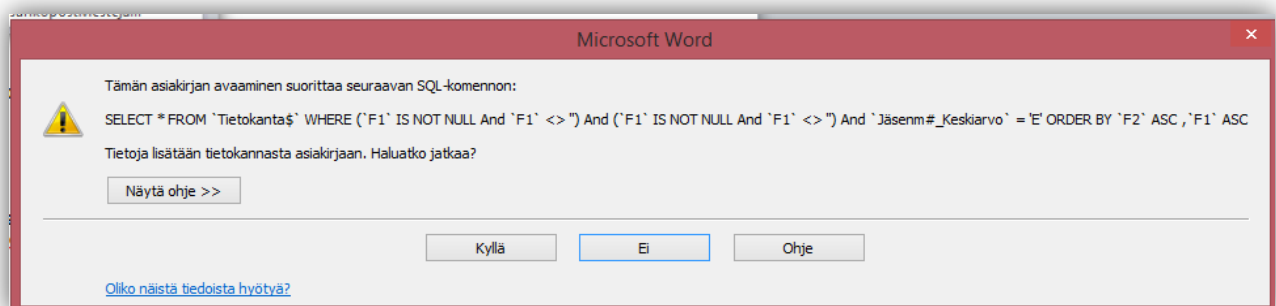 Microsoft Word
Tämän asiakirjan avaaminen suorittaa seuraavan SQL-komennon:
SELECT * FROM `Tietokanta$` WHERE (`F1` IS NOT NULL And `F1` <> '') And (`F1` IS NOT NULL And `F1` <> '') And `Jäsenm#_Keskiarvo` = 'E' ORDER BY `F2` ASC ,`F1` ASC
Tietoja lisätään tietokannasta asiakirjaan. Haluatko jatkaa?
Näytä ohje >>
Kyllä Ei Ohje
Oliko näistä tiedoista hyötyä?